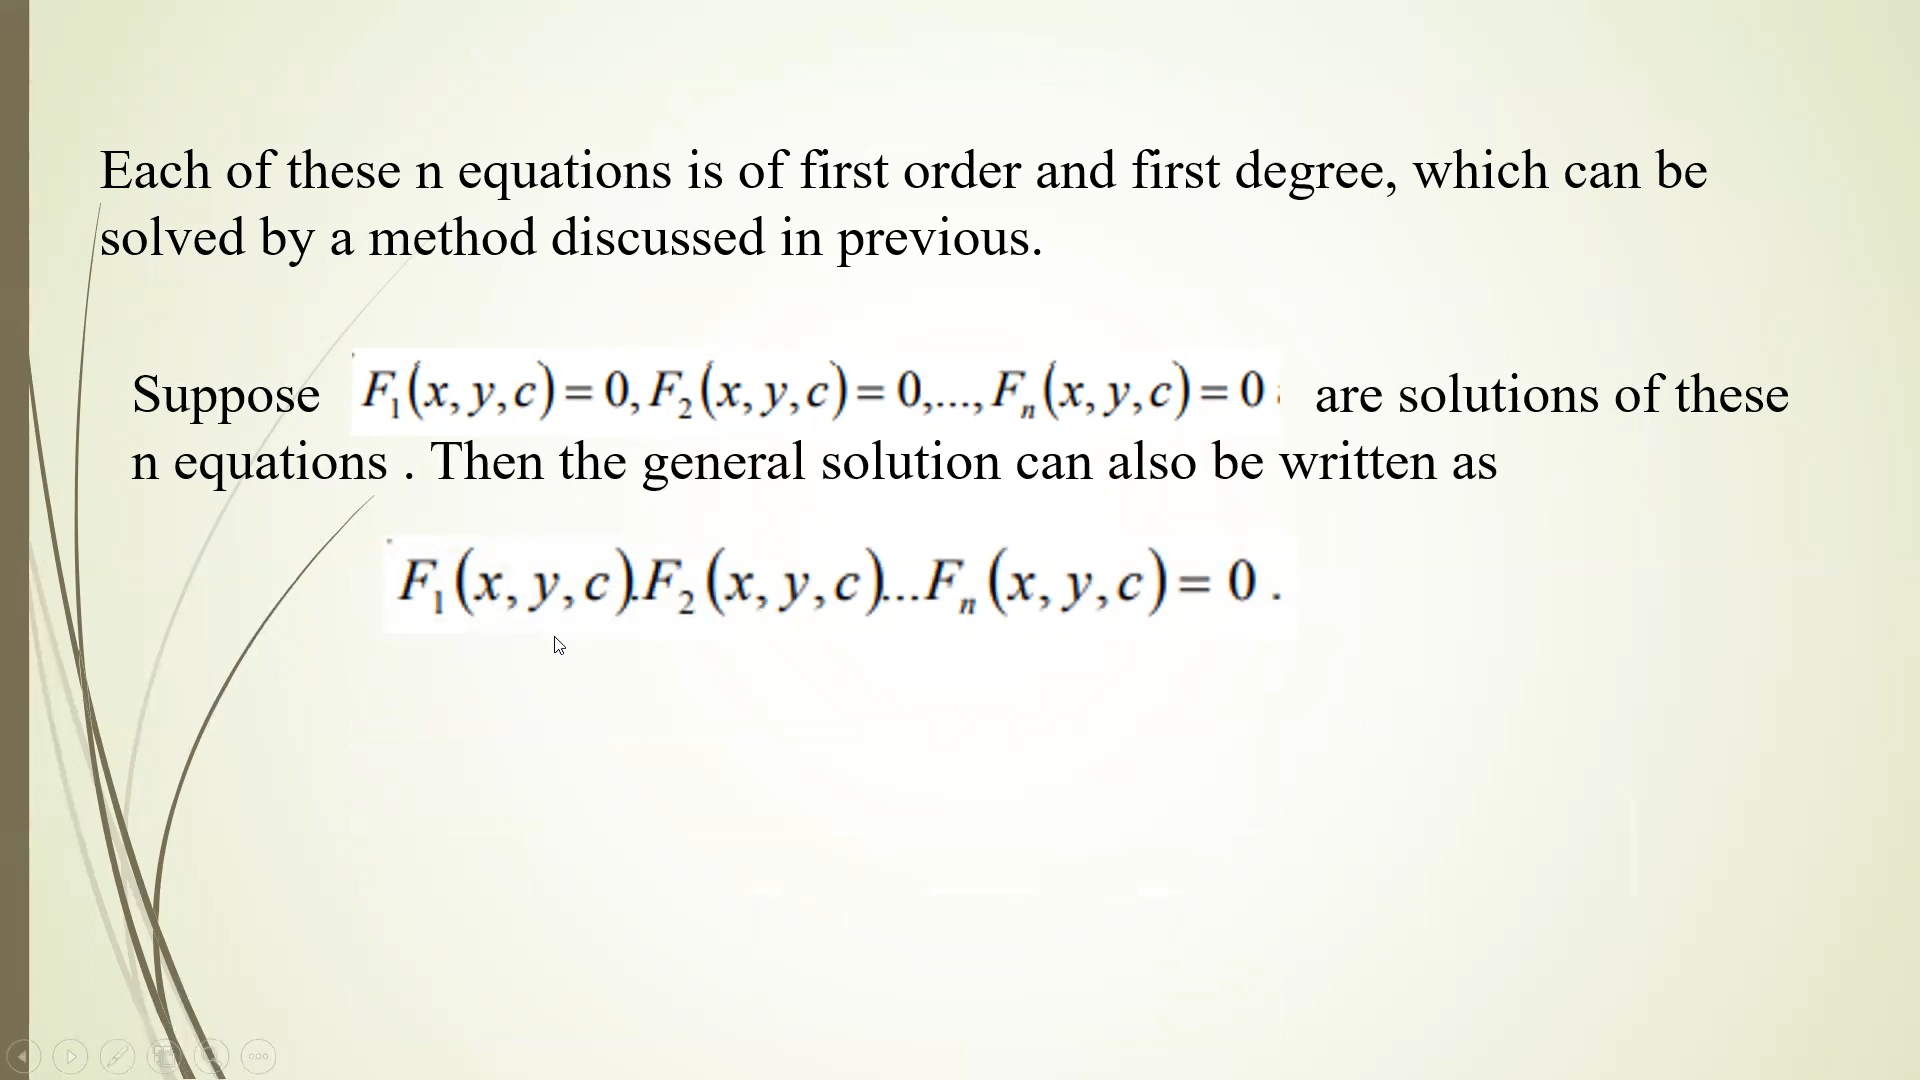 Each of these n equations is of first order and first degree, which can be
solved by a method discussed in previous.
Suppose F₁(x, y, c) = 0, F₂(x, y, c) = 0,..., Fₙ(x, y, c) = 0 are solutions of these
n equations . Then the general solution can also be written as
F₁(x, y, c).F₂(x, y, c)...Fₙ(x, y, c) = 0 .